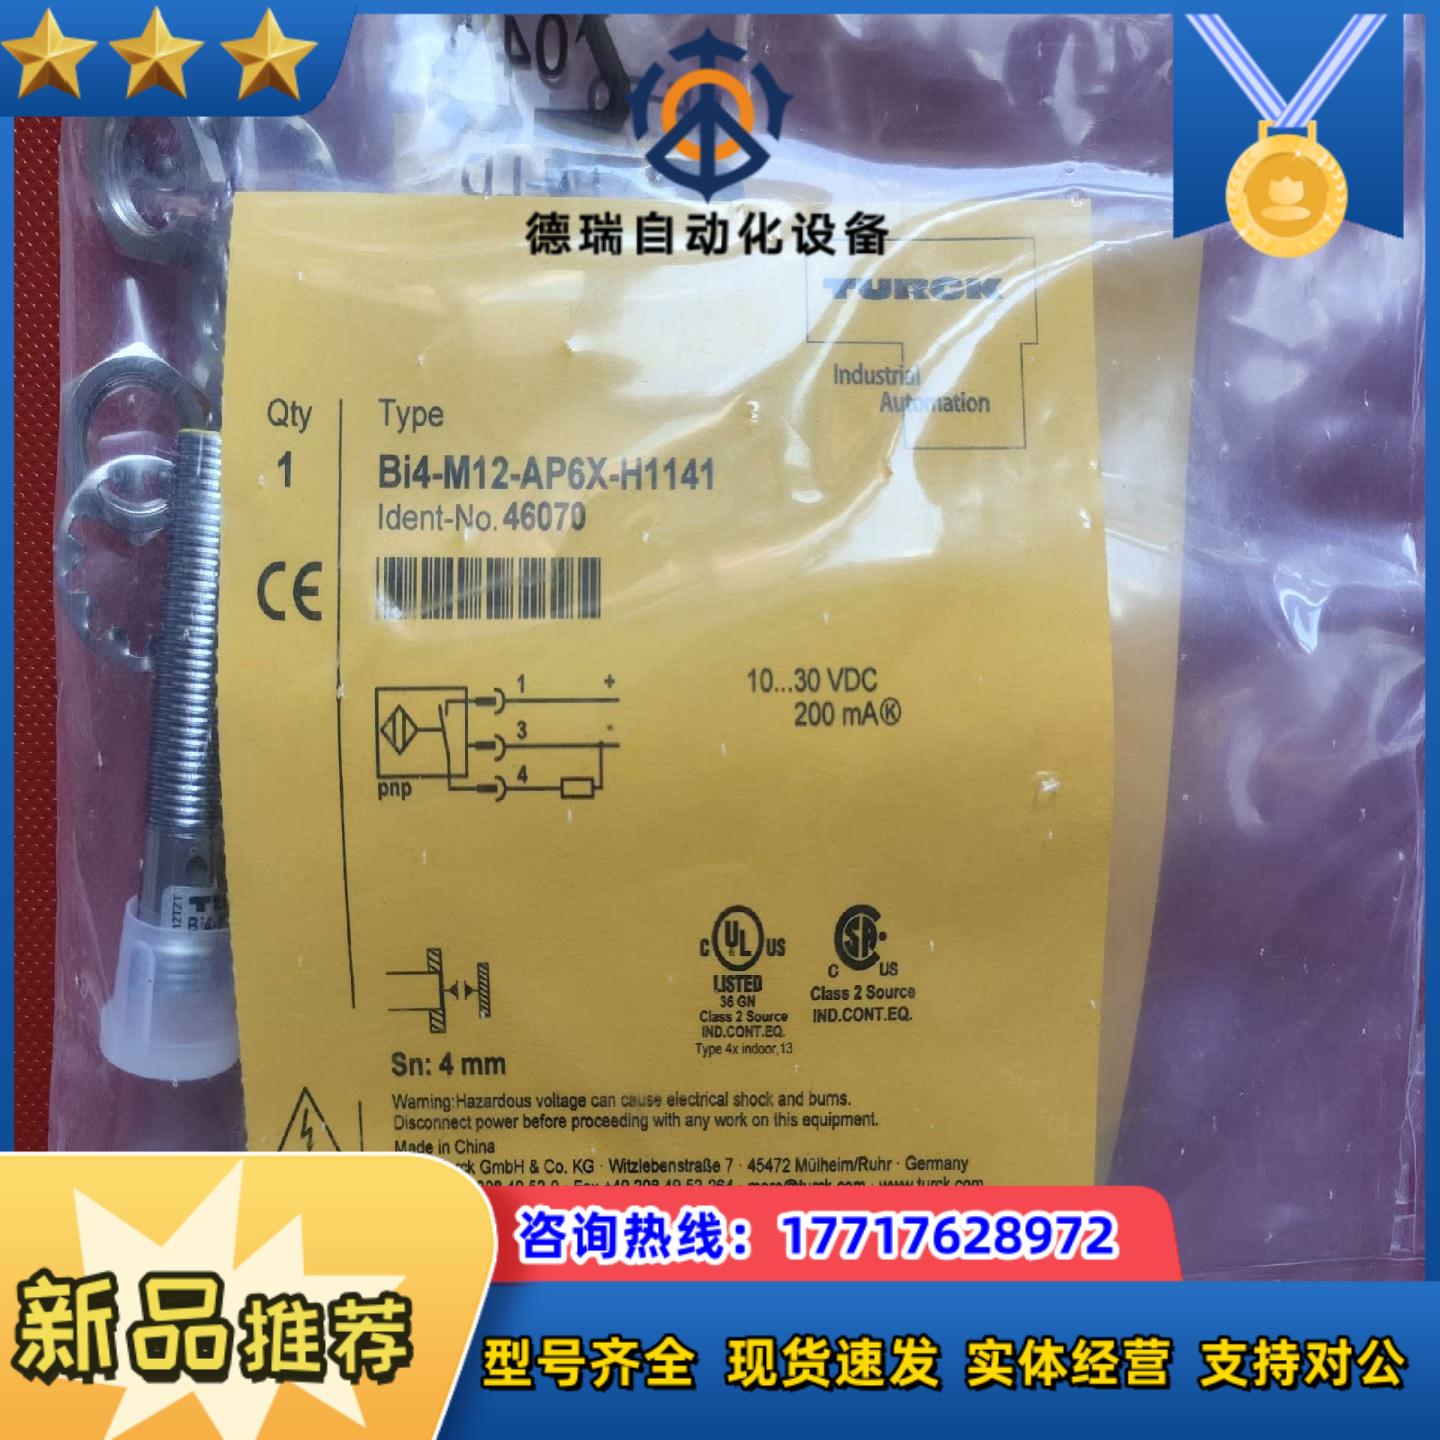 德瑞自动化设备
TURCK
Industrial
Automation
Qty
Type
1
Bi4-M12-AP6X-H1141
Ident-No. 46070
CE
1
+
3
-
4
pnp
10...30 VDC
200 mA Ⓚ
C UL US
LISTED
36 GN
Class 2 Source
IND.CONT.EQ.
Type 4x indoor,13
SA
C US
Class 2 Source
IND.CONT.EQ.
Sn: 4 mm
Warning:Hazardous voltage can cause electrical shock and burns.
Disconnect power before proceeding with any work on this equipment.
Made in China
GmbH & Co. KG · Witzlebenstraße 7 · 45472 Mülheim/Ruhr · Germany
咨询热线：17717628972
新品推荐
型号齐全 现货速发 实体经营 支持对公